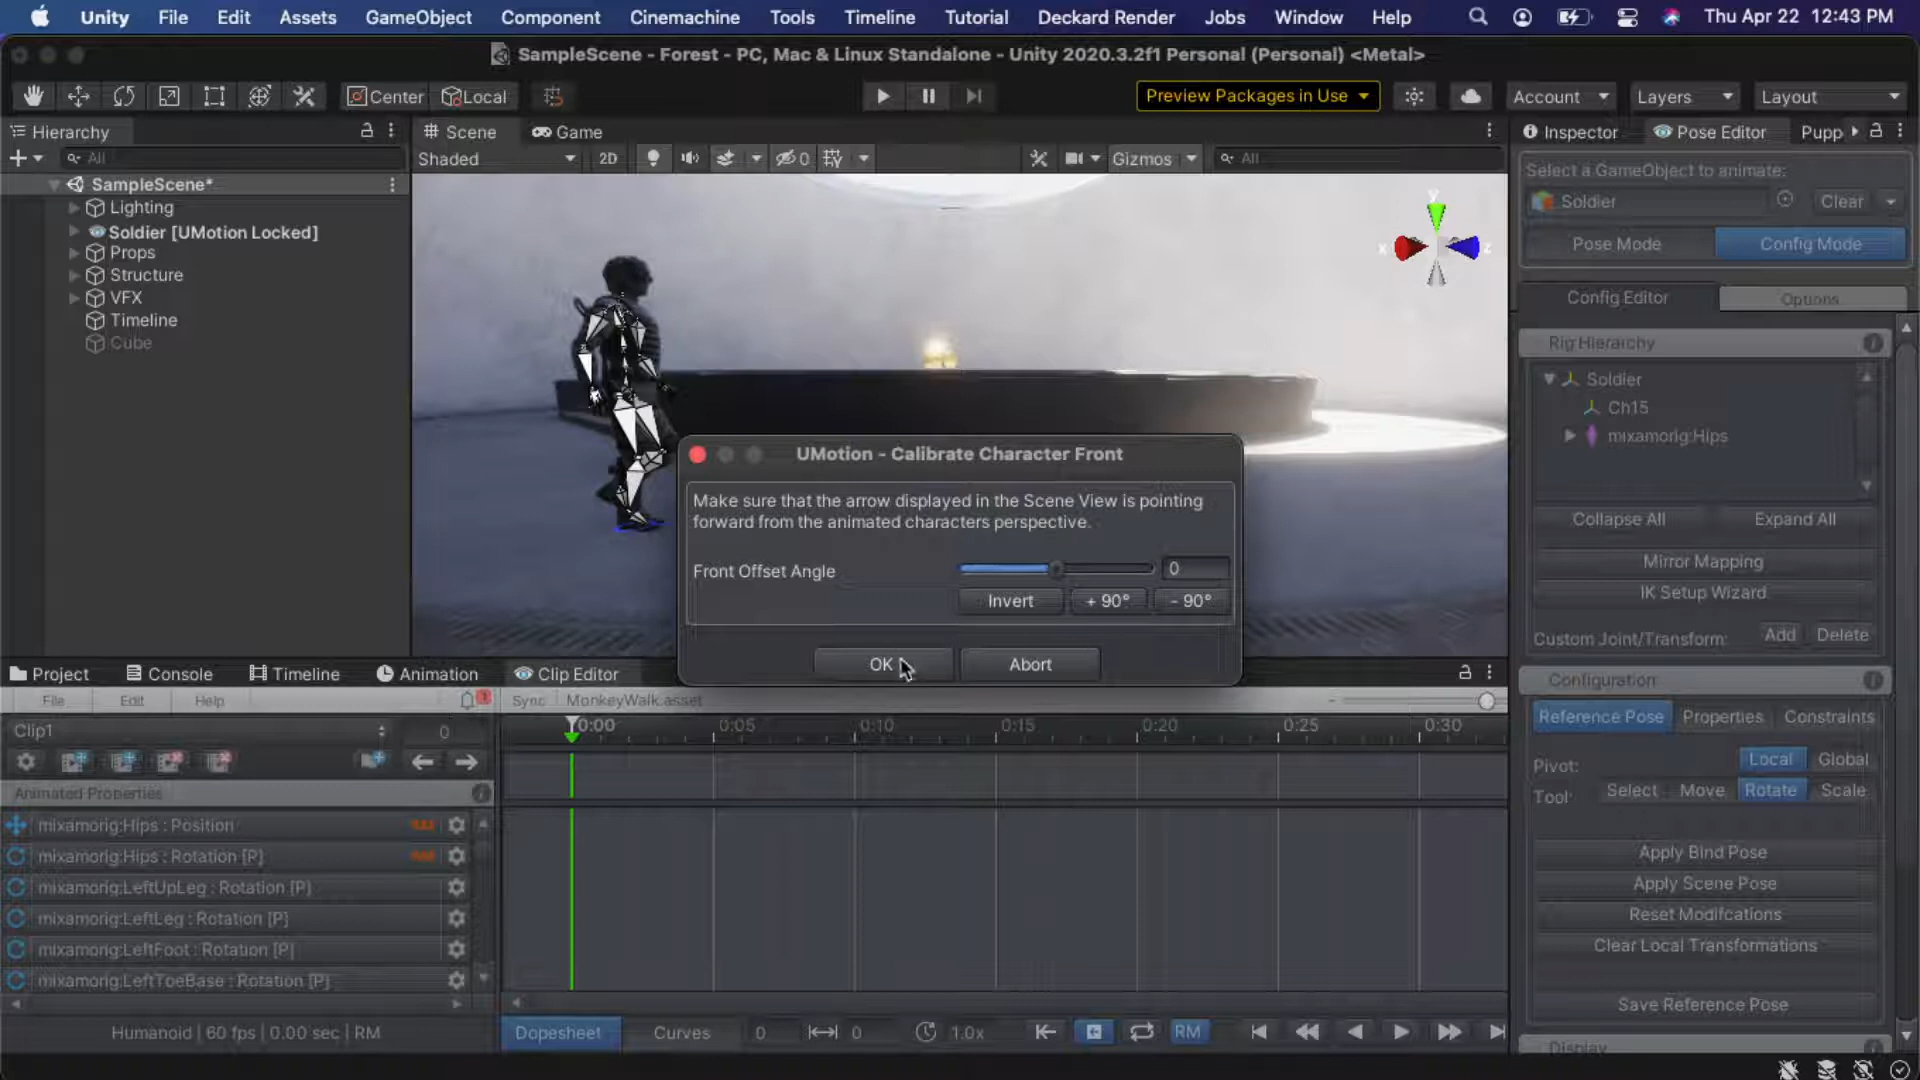 Unity File Edit Assets GameObject Component Cinemachine Tools Timeline Tutorial Deckard Render Jobs Window Help Thu Apr 22 12:43 PM
SampleScene - Forest - PC, Mac & Linux Standalone - Unity 2020.3.2f1 Personal (Personal) <Metal>
Center Local Preview Packages in Use Account Layers Layout
Hierarchy Scene Game Inspector Pose Editor Pupp
All Shaded 2D 0 Gizmos All
Select a GameObject to animate:
SampleScene*
Lighting
Soldier [UMotion Locked]
Props
Structure
VFX
Timeline
Cube
Y
X Z
Soldier Clear
Pose Mode Config Mode
Config Editor Options
Rig Hierarchy
Soldier
Ch15
mixamorig:Hips
Collapse All Expand All
Mirror Mapping
IK Setup Wizard
Custom Joint/Transform: Add Delete
UMotion - Calibrate Character Front
Make sure that the arrow displayed in the Scene View is pointing
forward from the animated characters perspective.
Front Offset Angle 0
Invert + 90° - 90°
OK Abort
Project Console Timeline Animation Clip Editor
File Edit Help 1 Sync MonkeyWalk.asset
Clip1 0 0:00 0:05 0:10 0:15 0:20 0:25 0:30
Animated Properties
mixamorig:Hips : Position
mixamorig:Hips : Rotation [P]
mixamorig:LeftUpLeg : Rotation [P]
mixamorig:LeftLeg : Rotation [P]
mixamorig:LeftFoot : Rotation [P]
mixamorig:LeftToeBase : Rotation [P]
Humanoid | 60 fps | 0.00 sec | RM Dopesheet Curves 0 0 1.0x RM
Configuration
Reference Pose Properties Constraints
Pivot: Local Global
Tool: Select Move Rotate Scale
Apply Bind Pose
Apply Scene Pose
Reset Modifcations
Clear Local Transformations
Save Reference Pose
Display